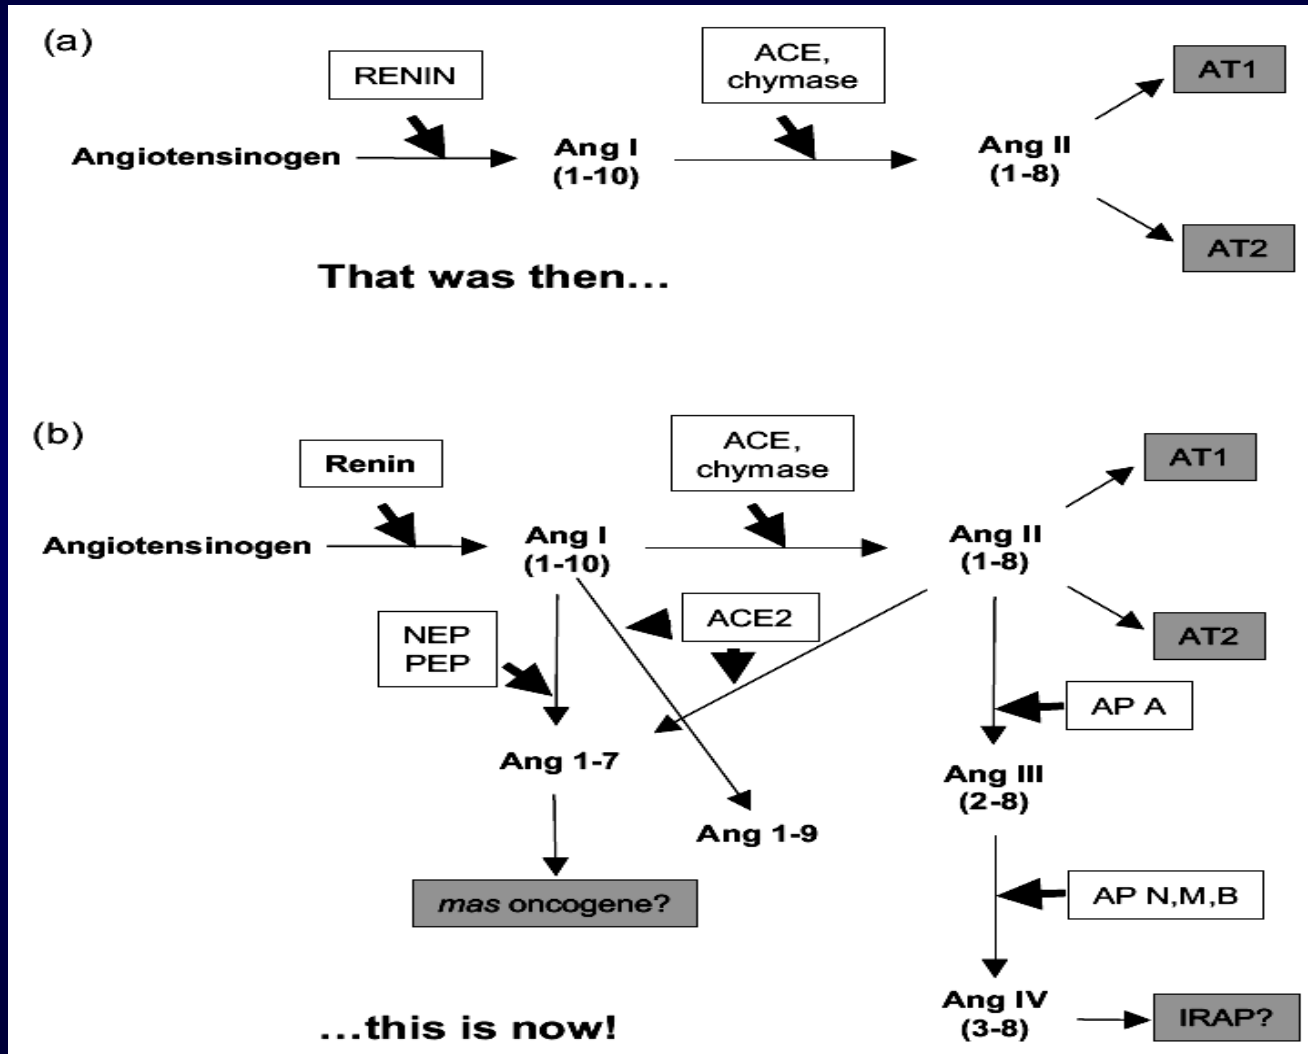 (a)
RENIN
ACE,
chymase
AT1
Angiotensinogen
Ang I
(1-10)
Ang II
(1-8)
AT2
That was then...
(b)
Renin
ACE,
chymase
AT1
Angiotensinogen
Ang I
(1-10)
Ang II
(1-8)
NEP
PEP
ACE2
AT2
AP A
Ang 1-7
Ang III
(2-8)
Ang 1-9
mas oncogene?
AP N,M,B
Ang IV
(3-8)
IRAP?
...this is now!